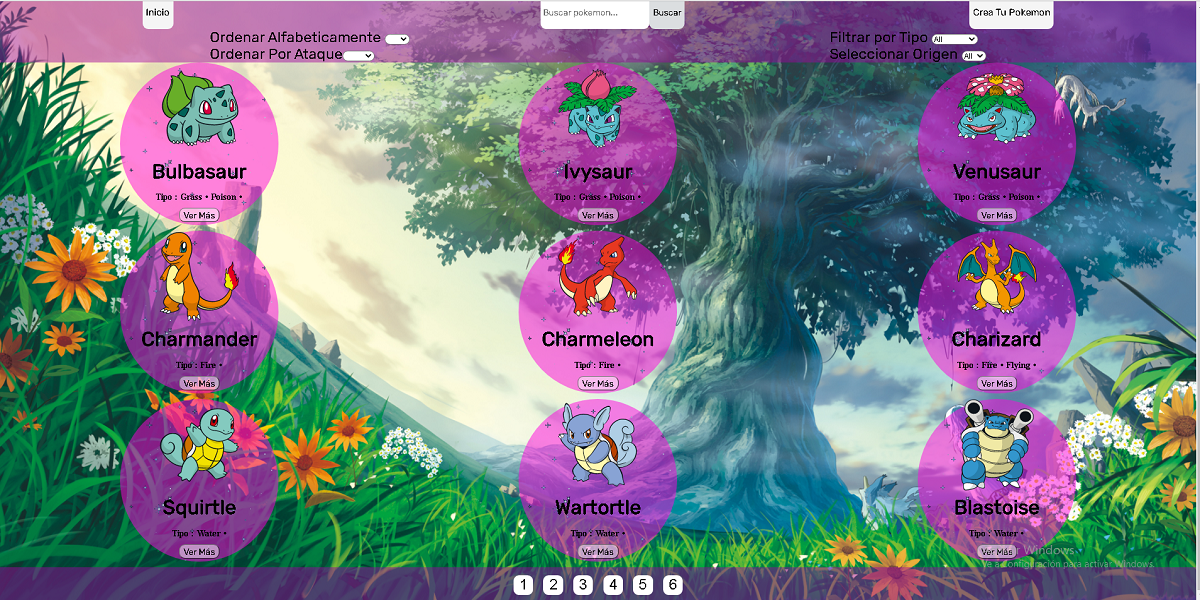 Inicio
Buscar pokemon...
Buscar
Crea Tu Pokemon
Ordenar Alfabeticamente
Ordenar Por Ataque
Filtrar por Tipo All
Seleccionar Origen All
Bulbasaur
Tipo : Grass • Poison •
Ver Más
Ivysaur
Tipo : Grass • Poison •
Ver Más
Venusaur
Tipo : Grass • Poison •
Ver Más
Charmander
Tipo : Fire •
Ver Más
Charmeleon
Tipo : Fire •
Ver Más
Charizard
Tipo : Fire • Flying •
Ver Más
Squirtle
Tipo : Water •
Ver Más
Wartortle
Tipo : Water •
Ver Más
Blastoise
Tipo : Water •
Ver Más
Windows
a Configuración para activar Windows.
1 2 3 4 5 6